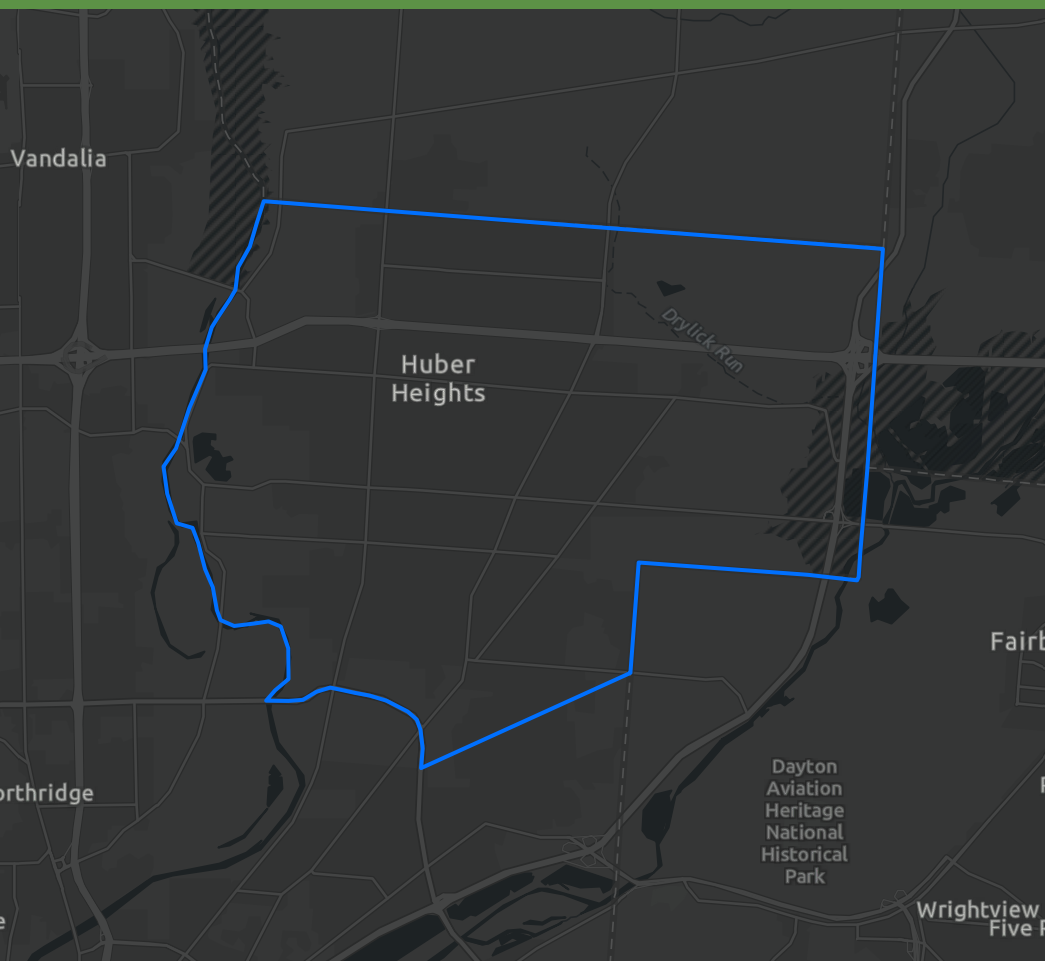 Vandalia
Drylick Run
Huber
Heights
Fairb
Dayton
Aviation
Heritage
National
Historical
Park
orthridge
Wrightview
Five